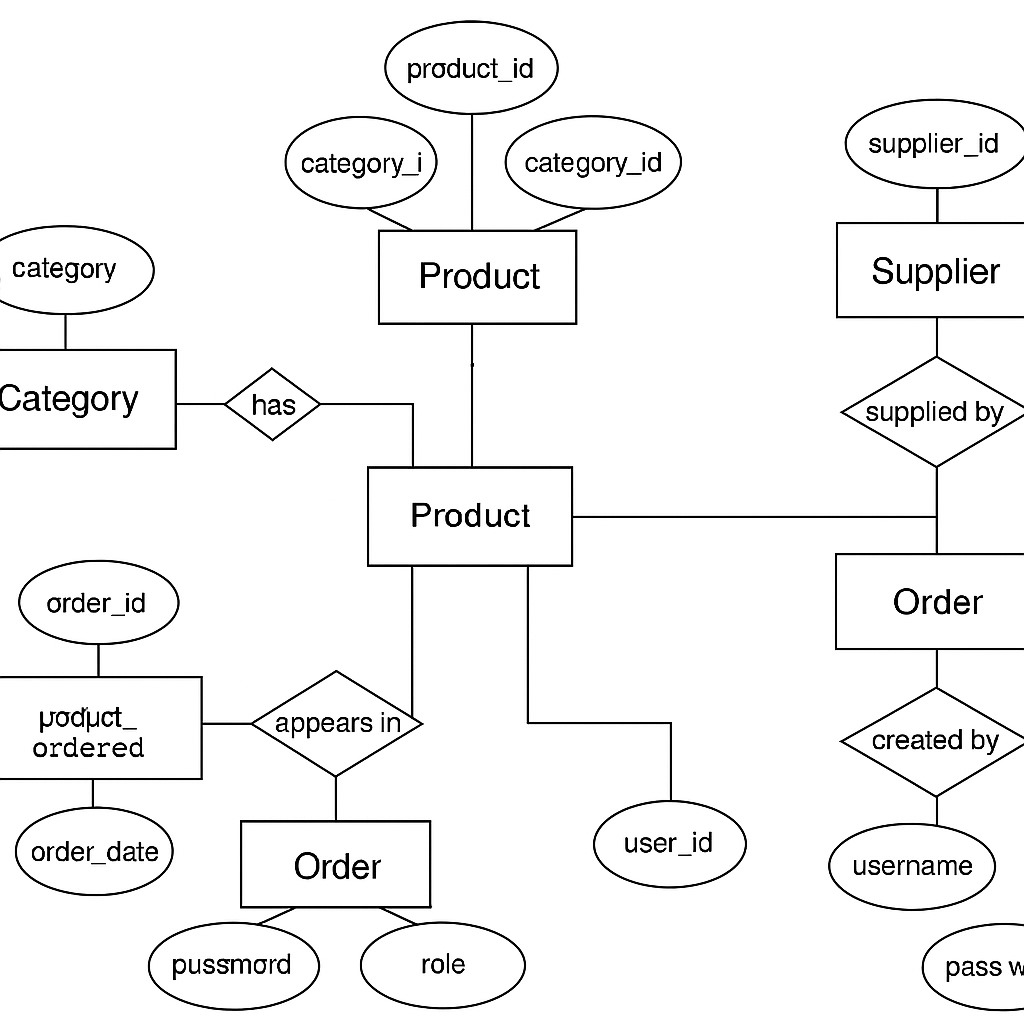 product_id
category_i
category_id
supplier_id
category
Product
Supplier
Category
has
supplied by
Product
order_id
Order
ordered
appears in
created by
order_date
Order
user_id
username
pussmord
role
pass w